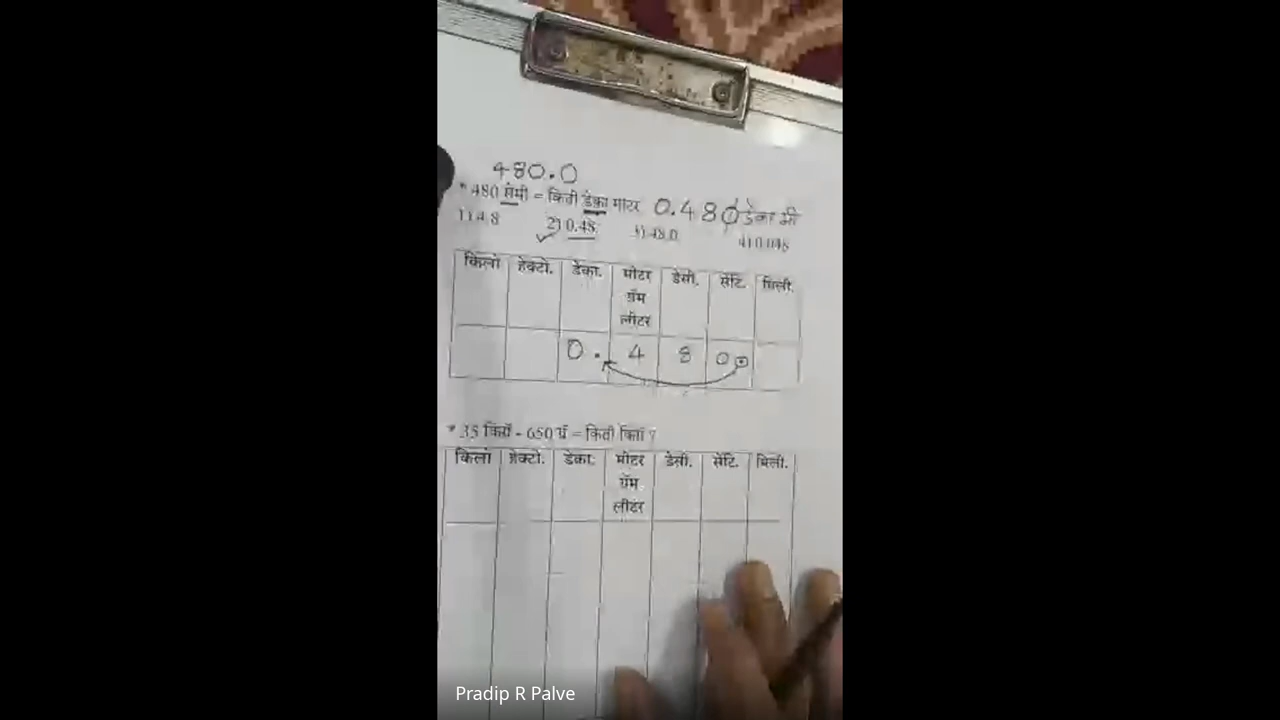 480.0
* 480 सेमी = किती डेका मीटर 0.480 डेका मी
1) 4.8 2) 0.48 3) 48.0 4) 0.048
किलो हेक्टो. डेका. मीटर डेसी. सेंटि. मिली.
ग्रॅम
लीटर
0. 4 8 0
* 35 किग्रॅ - 650 ग्रॅ = किती किग्रॅ ?
किलो हेक्टो. डेका. मीटर डेसी. सेंटि. मिली.
ग्रॅम
लीटर
Pradip R Palve